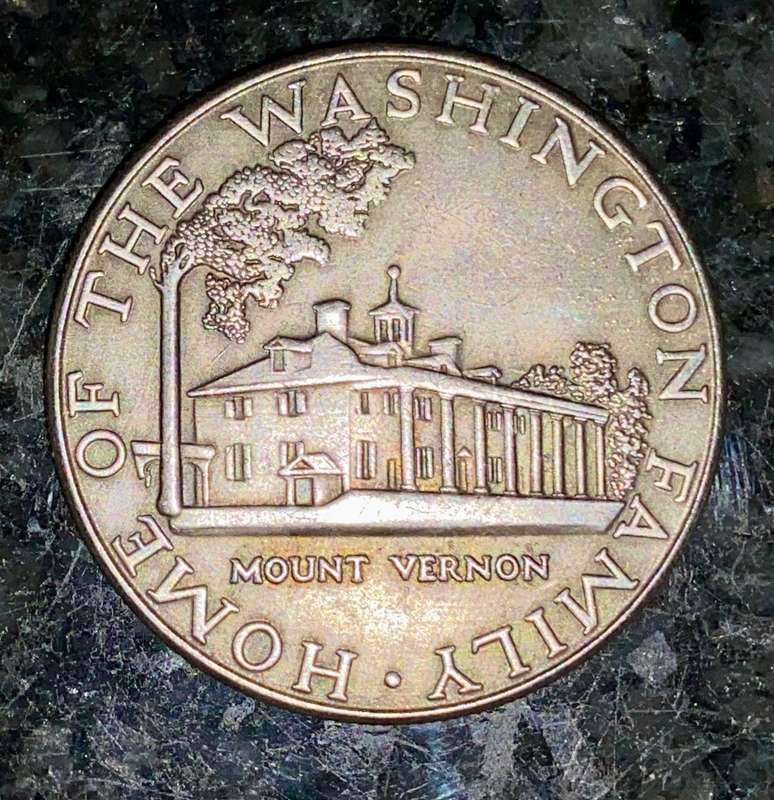 HOME OF THE WASHINGTON FAMILY ·
MOUNT VERNON